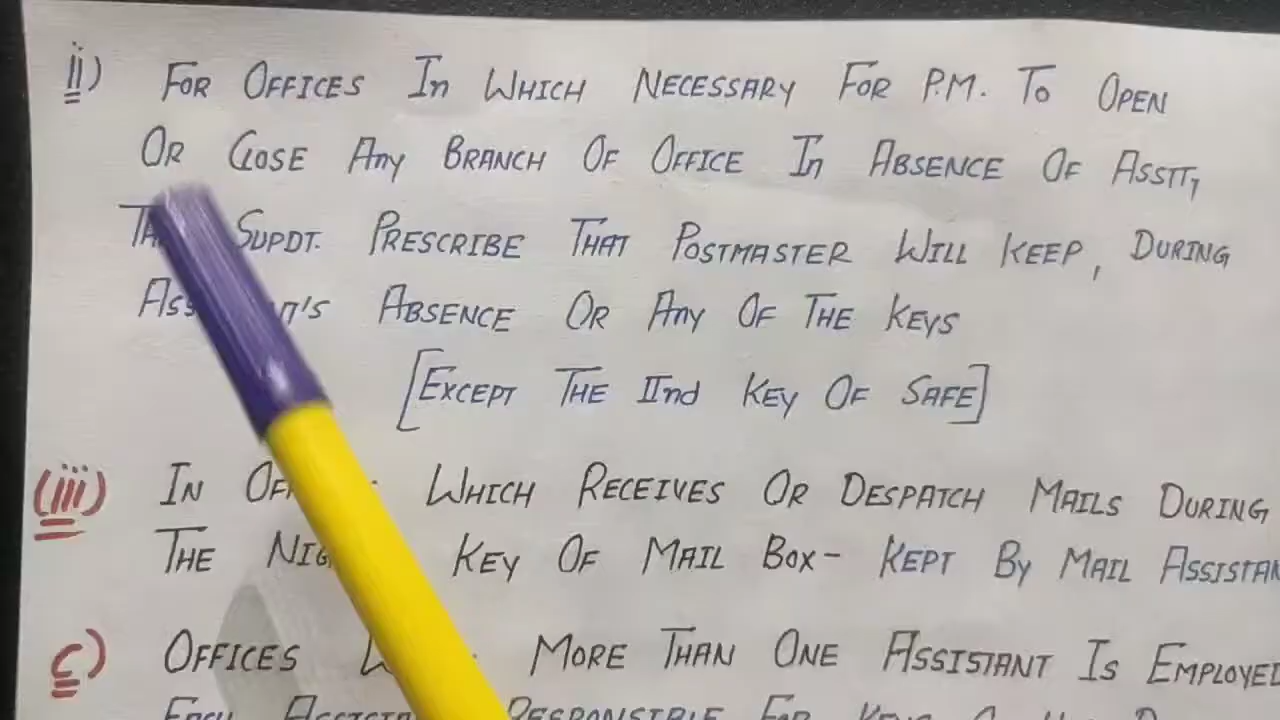 ii) FOR OFFICES In WHICH NECESSARY FOR P.M. TO OPEN
OR CLOSE Any BRANCH OF OFFICE In ABSENCE OF ASSTT,
SUPDT. PRESCRIBE THAT POSTMASTER WILL KEEP, DURING
ABSENCE OR Any OF THE KEYS
[EXCEPT THE IInd KEY OF SAFE]
(iii) IN WHICH RECEIVES OR DESPATCH MAILS DURING
THE KEY OF MAIL BOX- KEPT By MAIL ASSISTAN
c) OFFICES MORE THAN ONE ASSISTANT IS EMPLOYED
RESPONSIBLE FOR KEYS